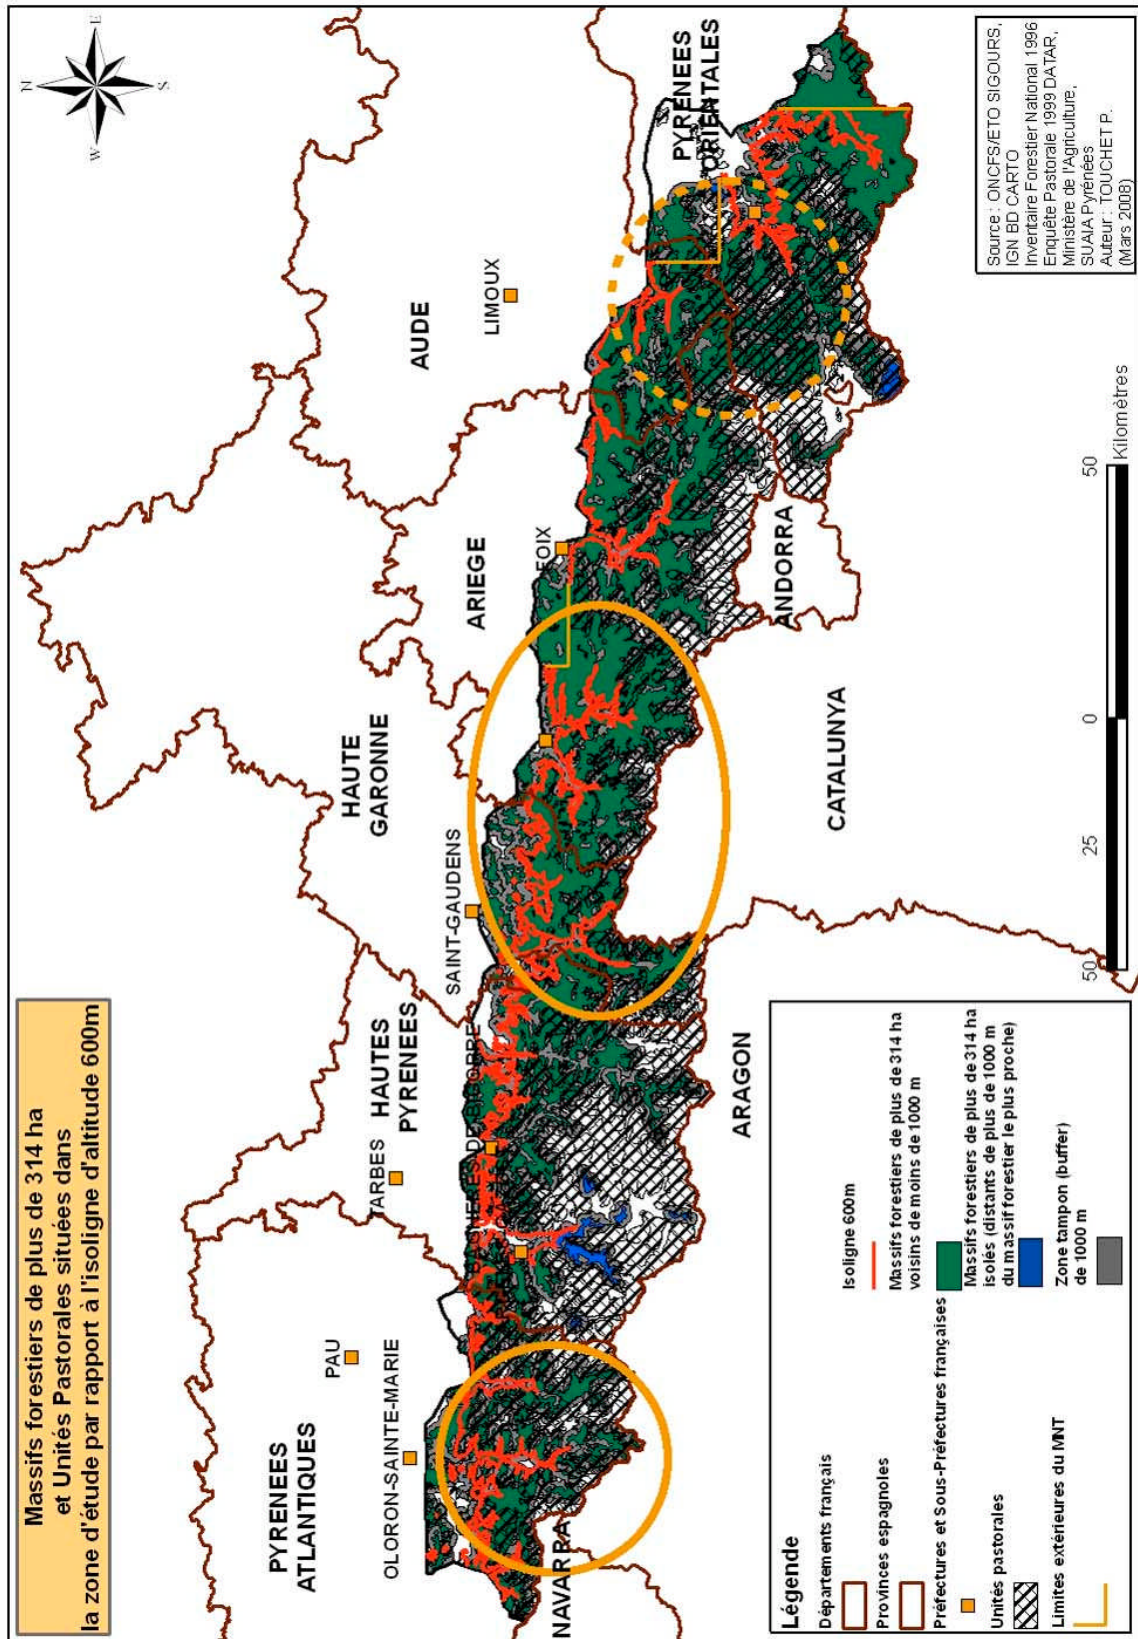 Massifs forestiers de plus de 314 ha
et Unités Pastorales situées dans
la zone d'étude par rapport à l'isoligne d'altitude 600m
N
E
S
W
PYRENEES
ATLANTIQUES
PAU
OLORON-SAINTE-MARIE
NAVARRA
TARBES
HAUTES
PYRENEES
ARAGON
SAINT-GAUDENS
HAUTE
GARONNE
CATALUNYA
ARIEGE
FOIX
ANDORRA
AUDE
LIMOUX
PYRENEES
ORIENTALES
Légende
Départements français
Provinces espagnoles
Préfectures et Sous-Préfectures françaises
Unités pastorales
Limites extérieures du MNT
Isoligne 600m
Massifs forestiers de plus de 314 ha
voisins de moins de 1000 m
Massifs forestiers de plus de 314 ha
isolés (distants de plus de 1000 m
du massif forestier le plus proche)
Zone tampon (buffer)
de 1000 m
50 25 0 50
Kilomètres
Source : ONCFS/ETO SIGOURS,
IGN BD CARTO
Inventaire Forestier National 1996
Enquête Pastorale 1999 DATAR,
Ministère de l'Agriculture,
SUAIA Pyrénées
Auteur : TOUCHET P.
(Mars 2008)